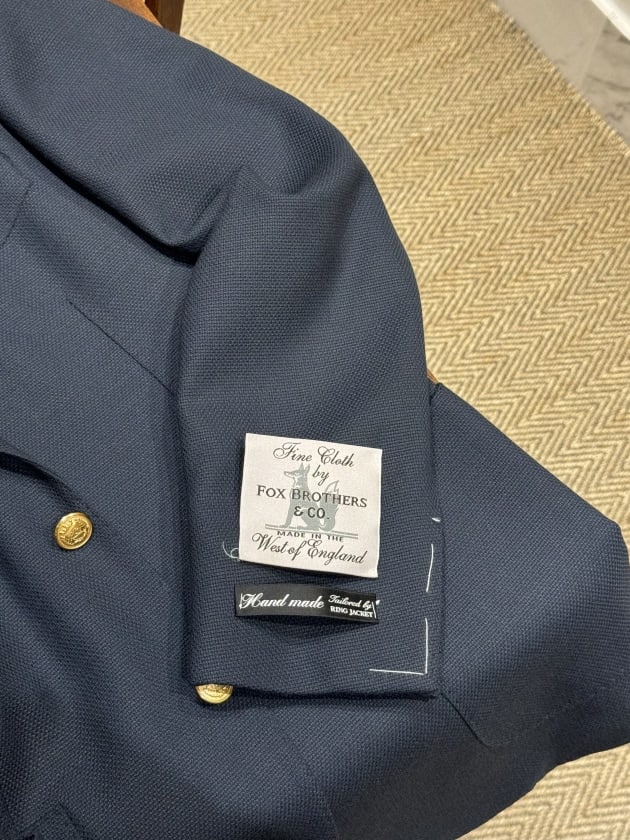 Fine Cloth
by
FOX BROTHERS
& CO.
MADE IN THE
West of England
Hand made Tailored by
RING JACKET